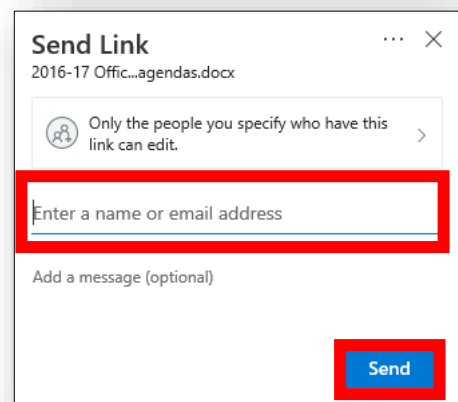 Send Link
2016-17 Offic...agendas.docx
Only the people you specify who have this
link can edit.
Enter a name or email address
Add a message (optional)
Send